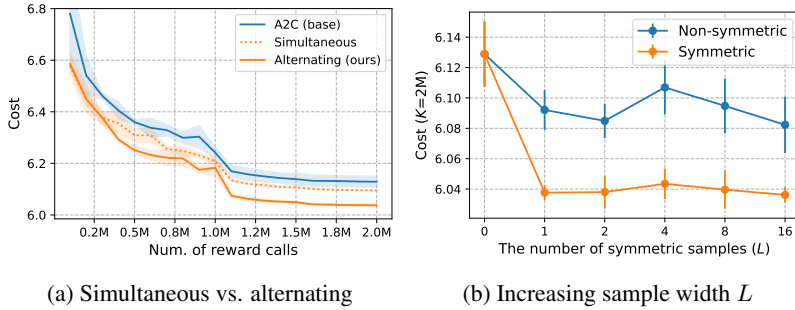 6.8
6.6
6.4
6.2
6.0
Cost
A2C (base)
Simultaneous
Alternating (ours)
0.2M 0.5M 0.8M 1.0M 1.2M 1.5M 1.8M 2.0M
Num. of reward calls
(a) Simultaneous vs. alternating
6.14
6.12
6.10
6.08
6.06
6.04
Cost (K=2M)
Non-symmetric
Symmetric
0 1 2 4 8 16
The number of symmetric samples (L)
(b) Increasing sample width L